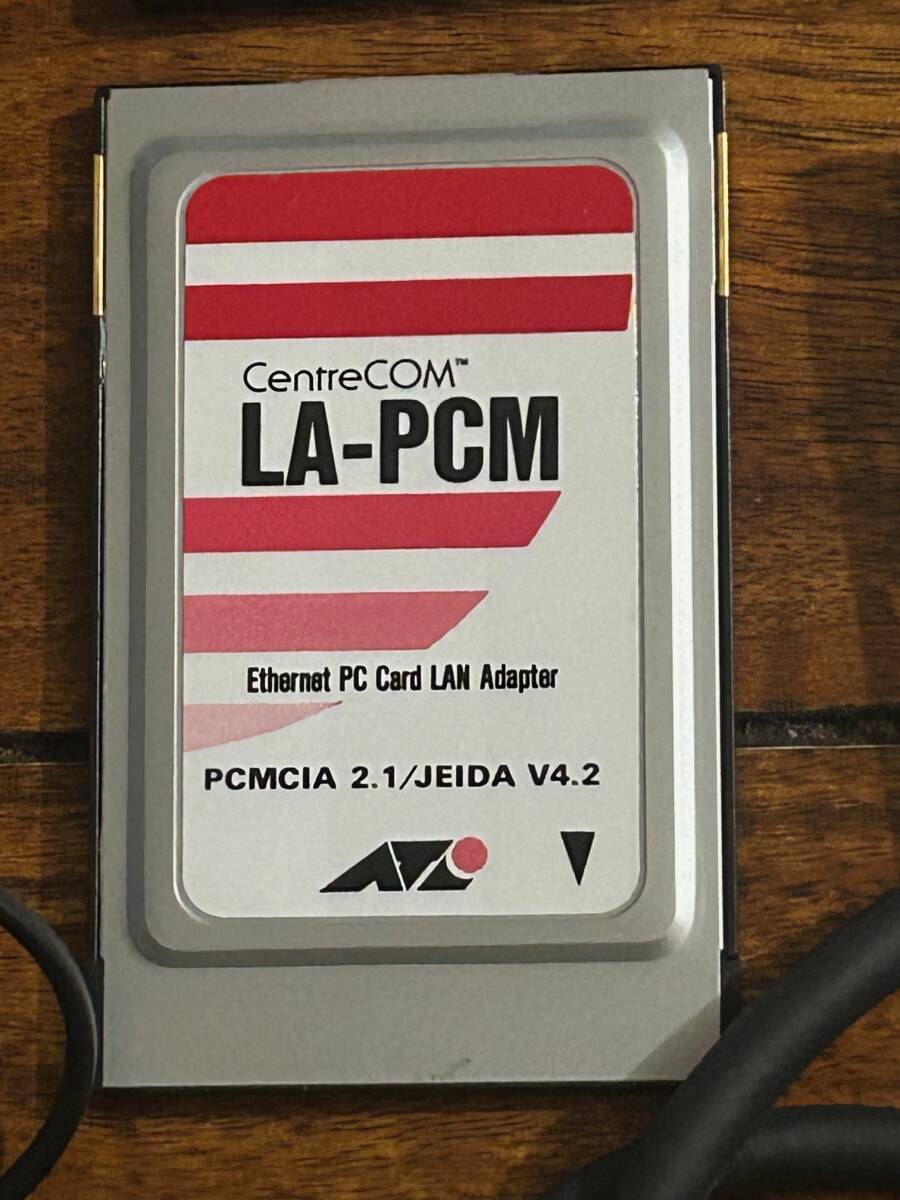 CentreCOM™
LA-PCM
Ethernet PC Card LAN Adapter
PCMCIA 2.1/JEIDA V4.2